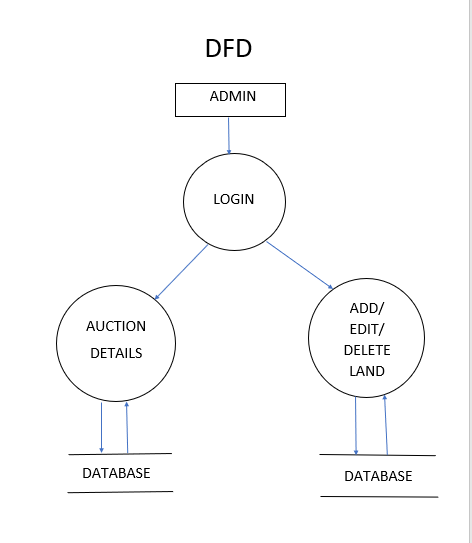 DFD
ADMIN
LOGIN
AUCTION
DETAILS
ADD/
EDIT/
DELETE
LAND
DATABASE
DATABASE